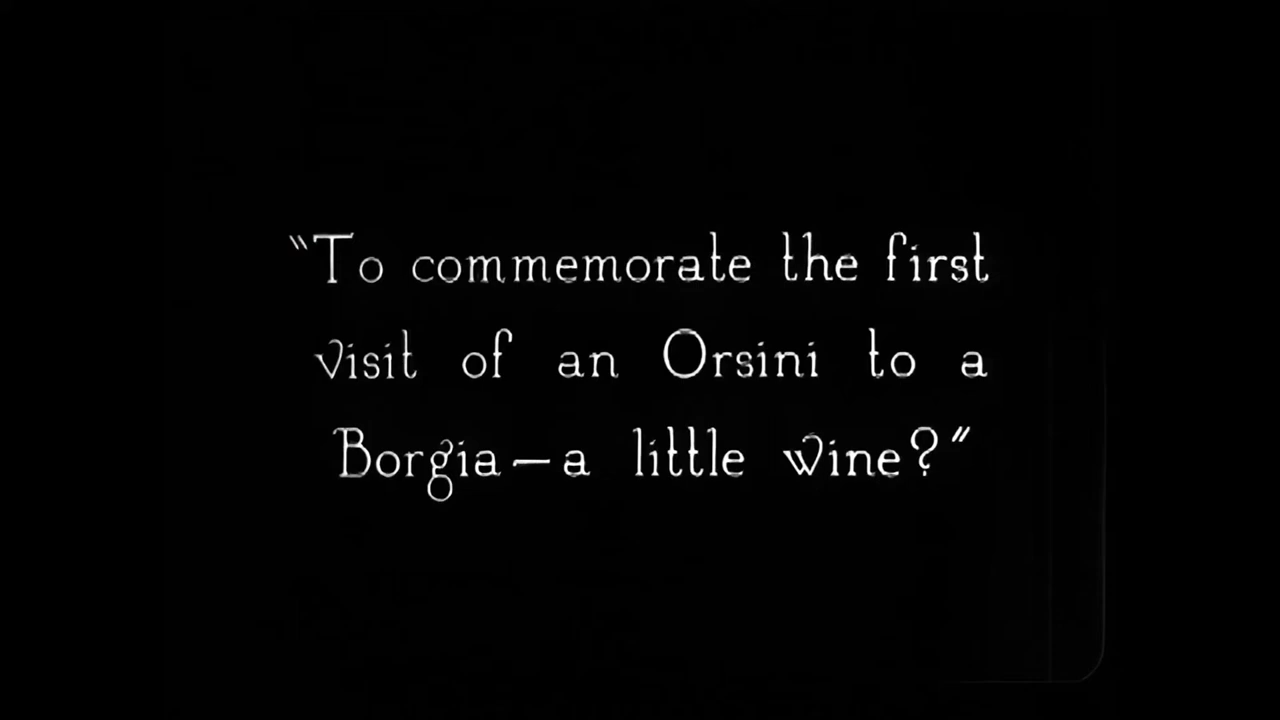 "To commemorate the first
visit of an Orsini to a
Borgia—a little wine?"